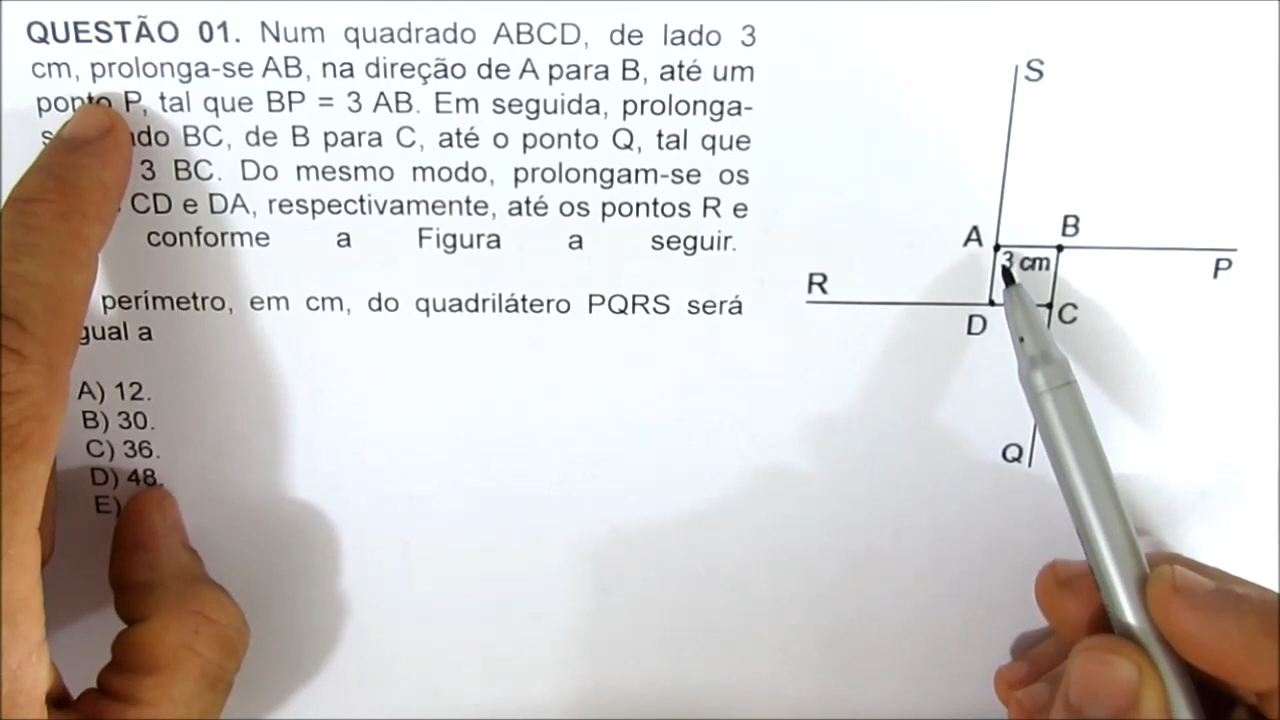 QUESTÃO 01. Num quadrado ABCD, de lado 3
cm, prolonga-se AB, na direção de A para B, até um
ponto P, tal que BP = 3 AB. Em seguida, prolonga-
BC, de B para C, até o ponto Q, tal que
3 BC. Do mesmo modo, prolongam-se os
CD e DA, respectivamente, até os pontos R e
conforme a Figura a seguir.
perímetro, em cm, do quadrilátero PQRS será
igual a
A) 12.
B) 30.
C) 36.
D) 48.
E)
S
A
B
3 cm
P
R
D
C
Q